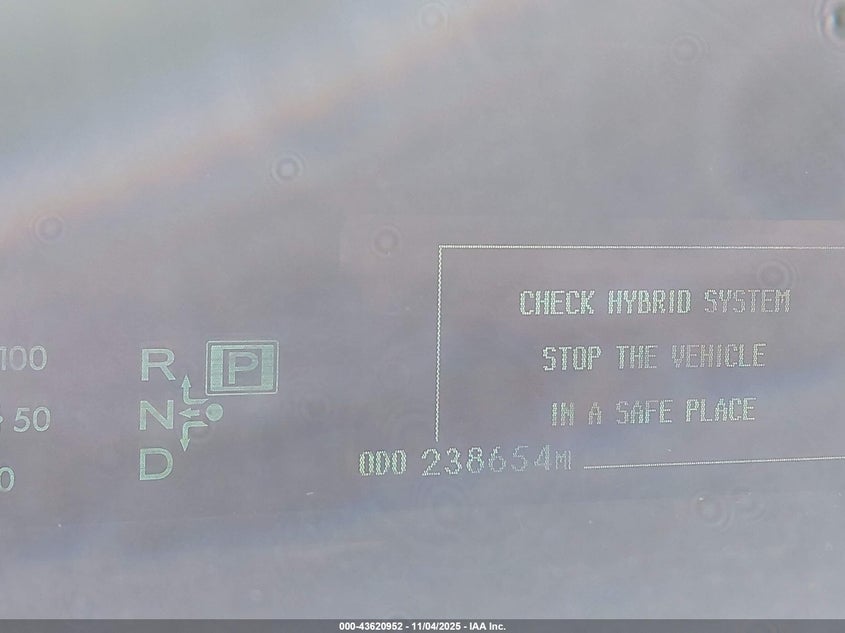 CHECK HYBRID SYSTEM
STOP THE VEHICLE
IN A SAFE PLACE
100
R P
50
N
D
0
ODO 238654MI
000-43620952 - 11/04/2025 - IAA Inc.